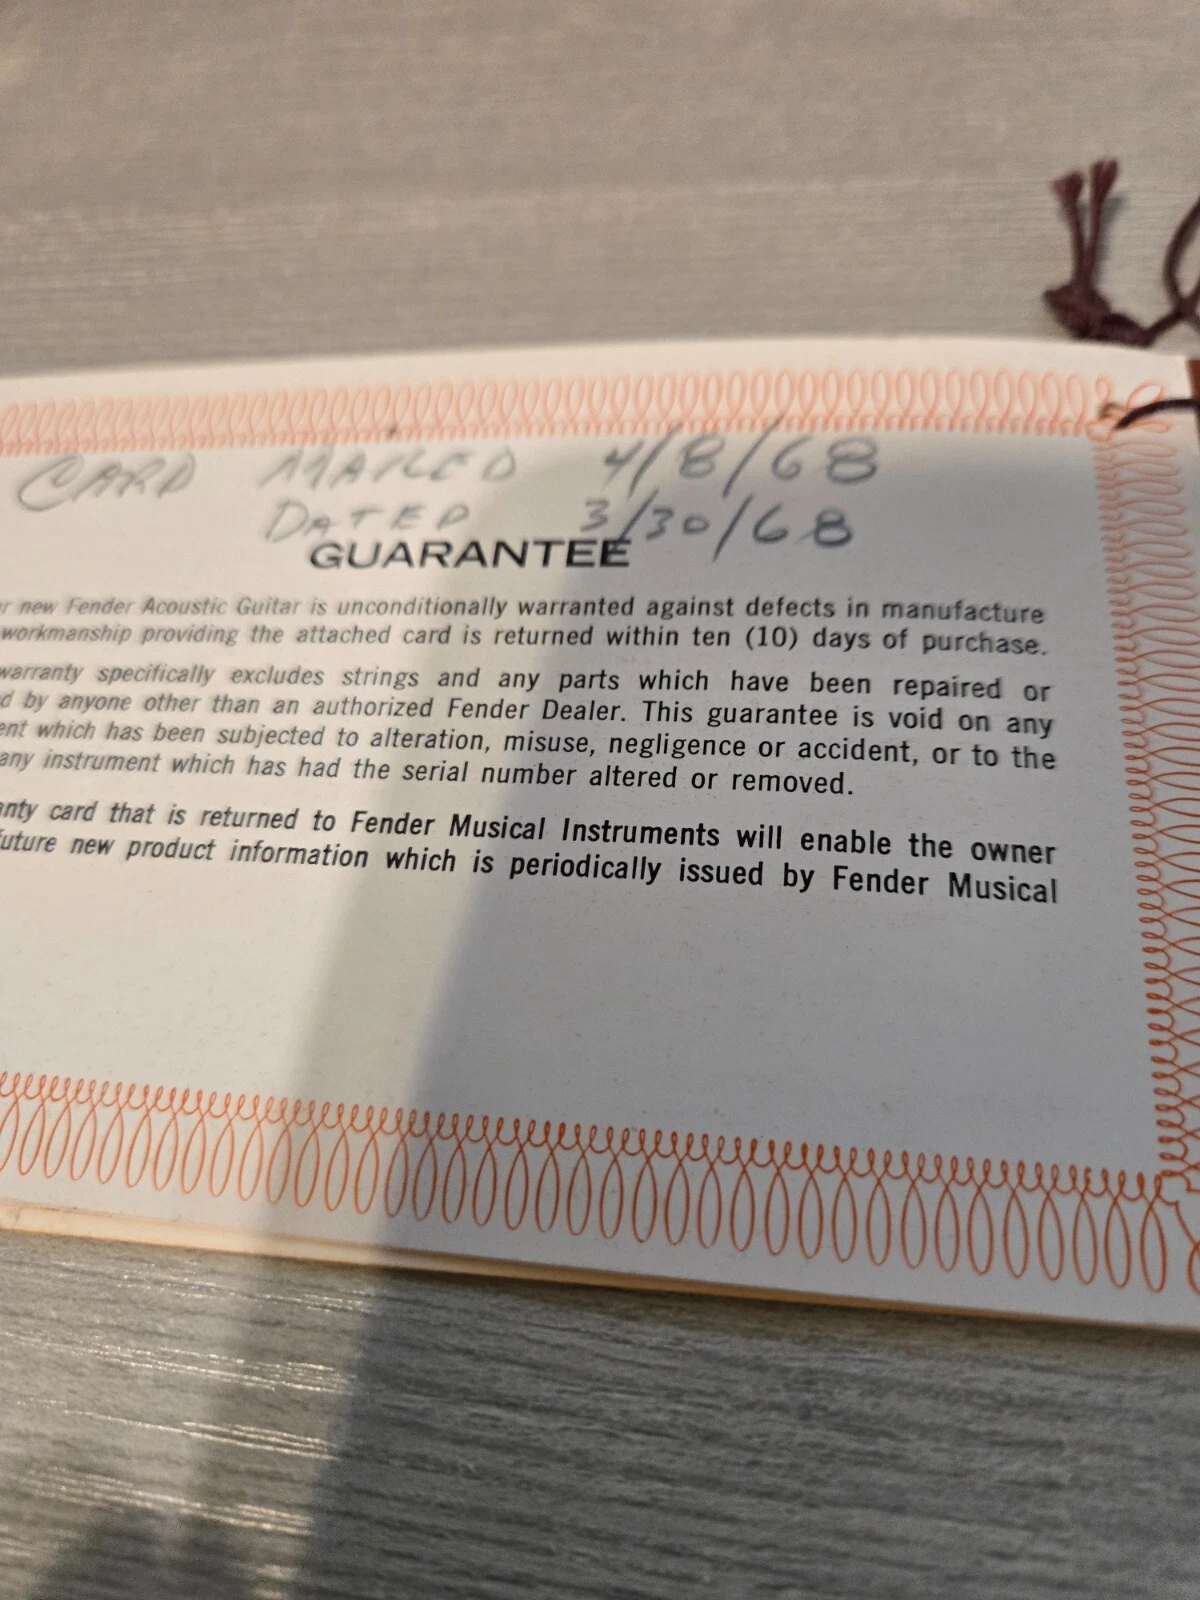 CARD MAILED 4/8/68
DATED 3/30/68
GUARANTEE
new Fender Acoustic Guitar is unconditionally warranted against defects in manufacture
workmanship providing the attached card is returned within ten (10) days of purchase.
warranty specifically excludes strings and any parts which have been repaired or
by anyone other than an authorized Fender Dealer. This guarantee is void on any
which has been subjected to alteration, misuse, negligence or accident, or to the
any instrument which has had the serial number altered or removed.
card that is returned to Fender Musical Instruments will enable the owner
future new product information which is periodically issued by Fender Musical